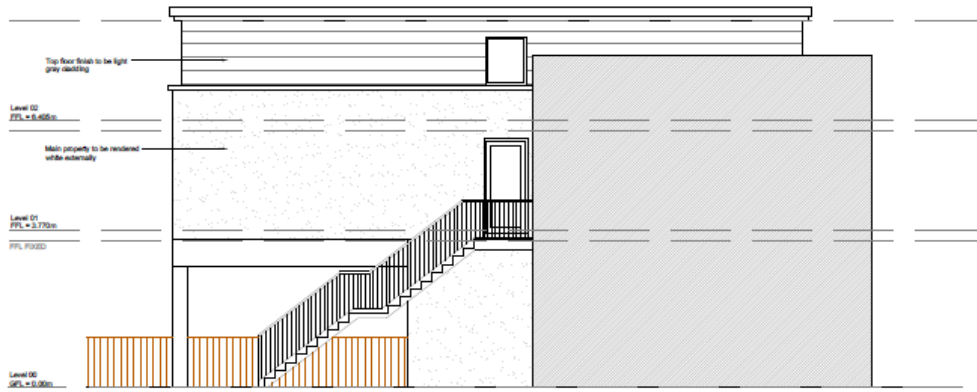 Top floor finish to be light
gray cladding
Level 02
FFL = 6.405m
Main property to be rendered
white externally
Level 01
FFL = 3.770m
FFL FIXED
Level 00
GFL = 0.00m